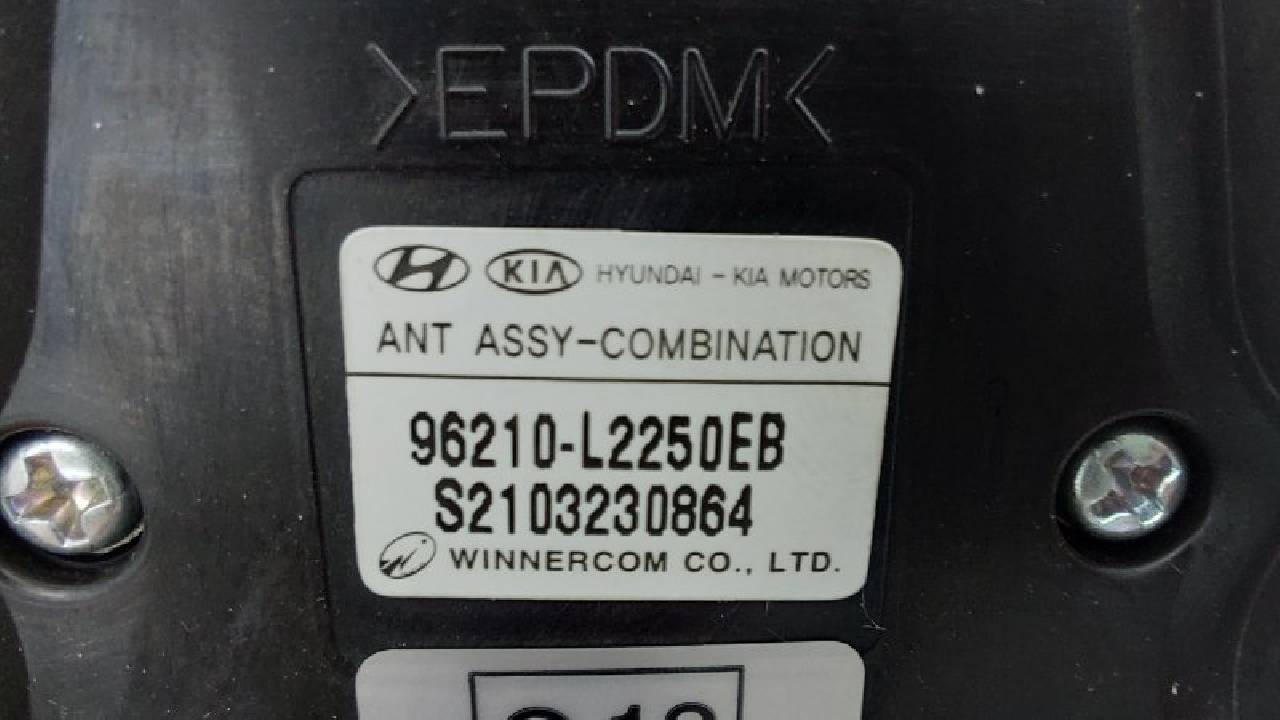 >EPDM<
KIA HYUNDAI - KIA MOTORS
ANT ASSY-COMBINATION
96210-L2250EB
S2103230864
WINNERCOM CO., LTD.